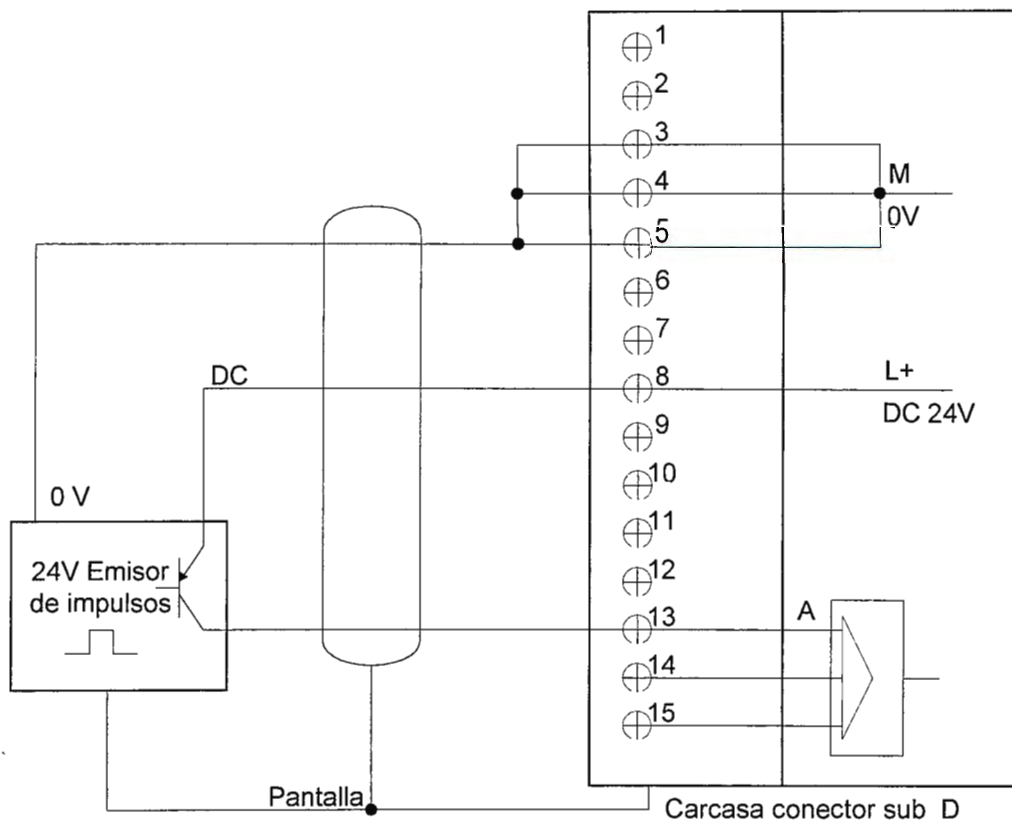 1
2
3
4
M
0V
5
6
7
DC
8
L+
DC 24V
9
10
0 V
11
24V Emisor
de impulsos
12
13
A
14
15
Pantalla
Carcasa conector sub D